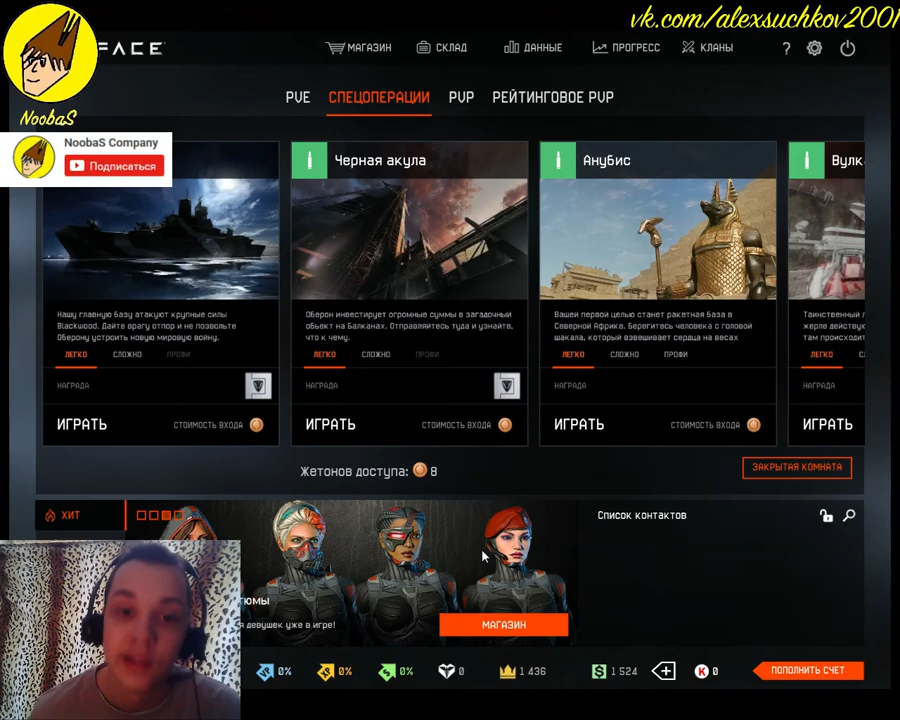 vk.com/alexsuchkov2001
FACE
МАГАЗИН
СКЛАД
ДАННЫЕ
ПРОГРЕСС
КЛАНЫ
?
NoobaS
PVE
СПЕЦОПЕРАЦИИ
PVP
РЕЙТИНГОВОЕ PVP
NoobaS Company
Подписаться
Черная акула
Анубис
Вулк
Нашу главную базу атакуют крупные силы
Blackwood. Дайте врагу отпор и не позвольте
Оберону устроить новую мировую войну.
ЛЕГКО
СЛОЖНО
ПРОФИ
НАГРАДА
ИГРАТЬ
СТОИМОСТЬ ВХОДА
Оберон инвестирует огромные суммы в загадочный
объект на Балканах. Отправляйтесь туда и узнайте,
что к чему.
ЛЕГКО
СЛОЖНО
ПРОФИ
НАГРАДА
ИГРАТЬ
СТОИМОСТЬ ВХОДА
Вашей первой целью станет ракетная база в
Северной Африке. Берегитесь человека с головой
шакала, который взвешивает сердца на весах
ЛЕГКО
СЛОЖНО
ПРОФИ
НАГРАДА
ИГРАТЬ
СТОИМОСТЬ ВХОДА
Таинственный л
жерле действую
там происходит
ЛЕГКО
НАГРАДА
ИГРАТЬ
Жетонов доступа: 8
ЗАКРЫТАЯ КОМНАТА
ХИТ
Список контактов
тюмы
я девушек уже в игре!
МАГАЗИН
0%
0%
0%
0
1 436
1 524
K 0
ПОПОЛНИТЬ СЧЕТ